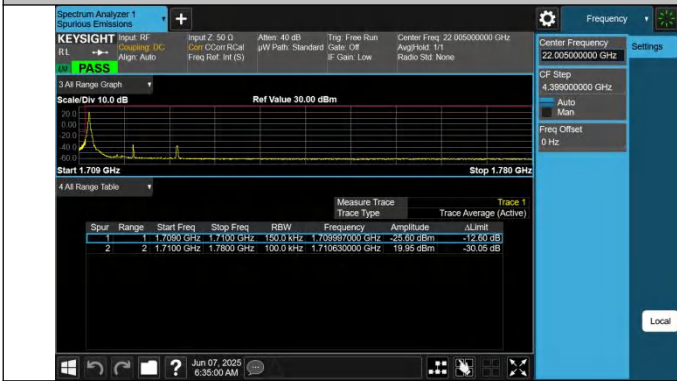 Spectrum Analyzer 1
Spurious Emissions
+
Frequency
KEYSIGHT Input: RF Input Z: 50 Ω Atten: 40 dB Trig: Free Run Center Freq: 22.005000000 GHz
RL Coupling: DC Corr CCorr RCal µW Path: Standard Gate: Off Avg|Hold: 1/1
Align: Auto Freq Ref: Int (S) IF Gain: Low Radio Std: None
PASS
Center Frequency
22.005000000 GHz
Settings
CF Step
4.399000000 GHz
Auto
Man
Freq Offset
0 Hz
3 All Range Graph
Scale/Div 10.0 dB Ref Value 30.00 dBm
20.0
0.00
-20.0
-40.0
-60.0
Start 1.709 GHz Stop 1.780 GHz
4 All Range Table
Measure Trace Trace 1
Trace Type Trace Average (Active)
Spur Range Start Freq Stop Freq RBW Frequency Amplitude ΔLimit
1 1 1.7090 GHz 1.7100 GHz 150.0 kHz 1.709997000 GHz -25.60 dBm -12.60 dB
2 2 1.7100 GHz 1.7800 GHz 100.0 kHz 1.710630000 GHz 19.95 dBm -30.05 dB
Local
? Jun 07, 2025
6:35:00 AM